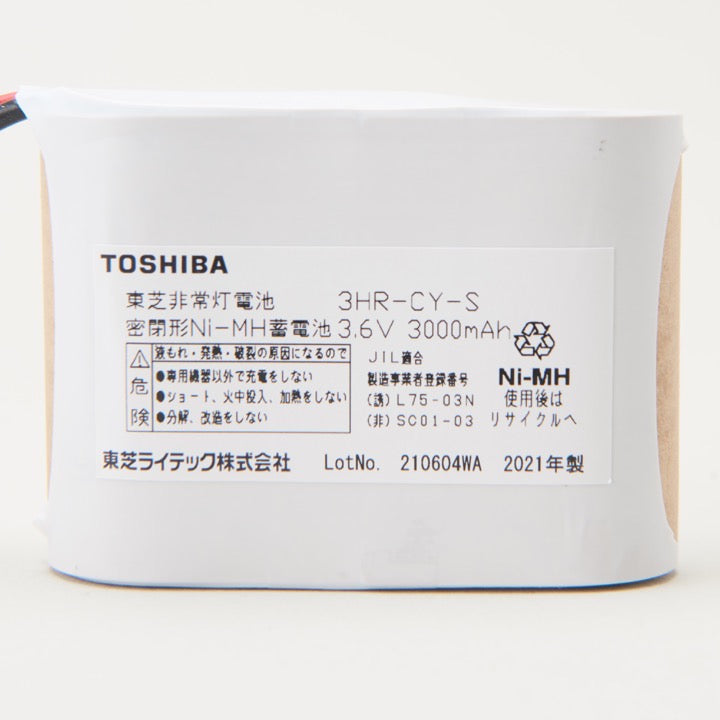 TOSHIBA
東芝非常灯電池 3HR-CY-S
密閉形Ni-MH蓄電池 3.6V 3000mAh
危険
液もれ・発熱・破裂の原因になるので
●専用機器以外で充電をしない
●ショート、火中投入、加熱をしない
●分解、改造をしない
JIL適合
製造事業者登録番号
(誘) L75-03N
(非) SC01-03
Ni-MH
使用後は
リサイクルへ
東芝ライテック株式会社 LotNo. 210604WA 2021年製